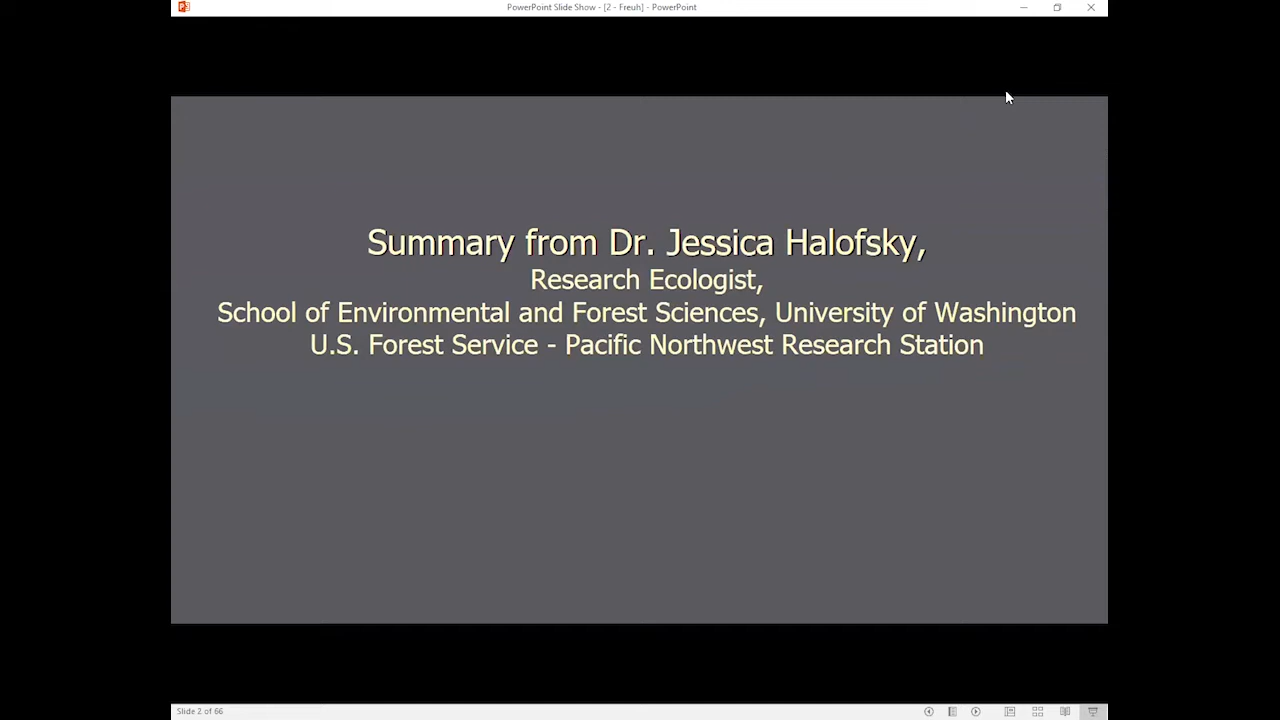 PowerPoint Slide Show - [2 - Freuh] - PowerPoint
Summary from Dr. Jessica Halofsky,
Research Ecologist,
School of Environmental and Forest Sciences, University of Washington
U.S. Forest Service - Pacific Northwest Research Station
Slide 2 of 66